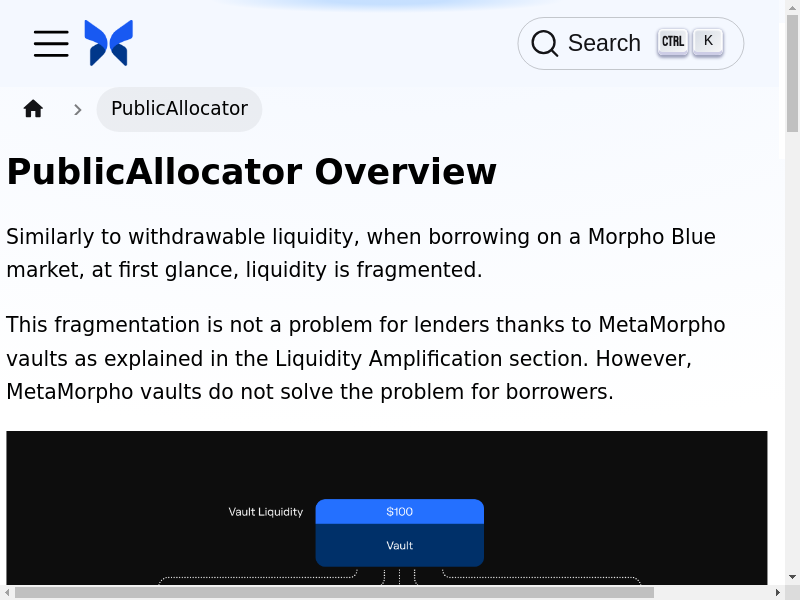 Search CTRL K
PublicAllocator
PublicAllocator Overview
Similarly to withdrawable liquidity, when borrowing on a Morpho Blue
market, at first glance, liquidity is fragmented.
This fragmentation is not a problem for lenders thanks to MetaMorpho
vaults as explained in the Liquidity Amplification section. However,
MetaMorpho vaults do not solve the problem for borrowers.
Vault Liquidity $100
Vault